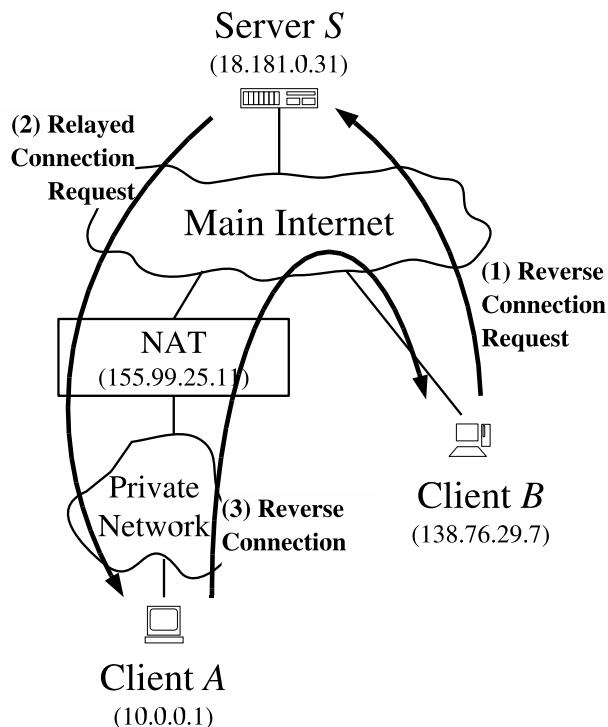 Server S
(18.181.0.31)
(2) Relayed
Connection
Request
Main Internet
(1) Reverse
Connection
Request
NAT
(155.99.25.11)
Private
Network
(3) Reverse
Connection
Client B
(138.76.29.7)
Client A
(10.0.0.1)